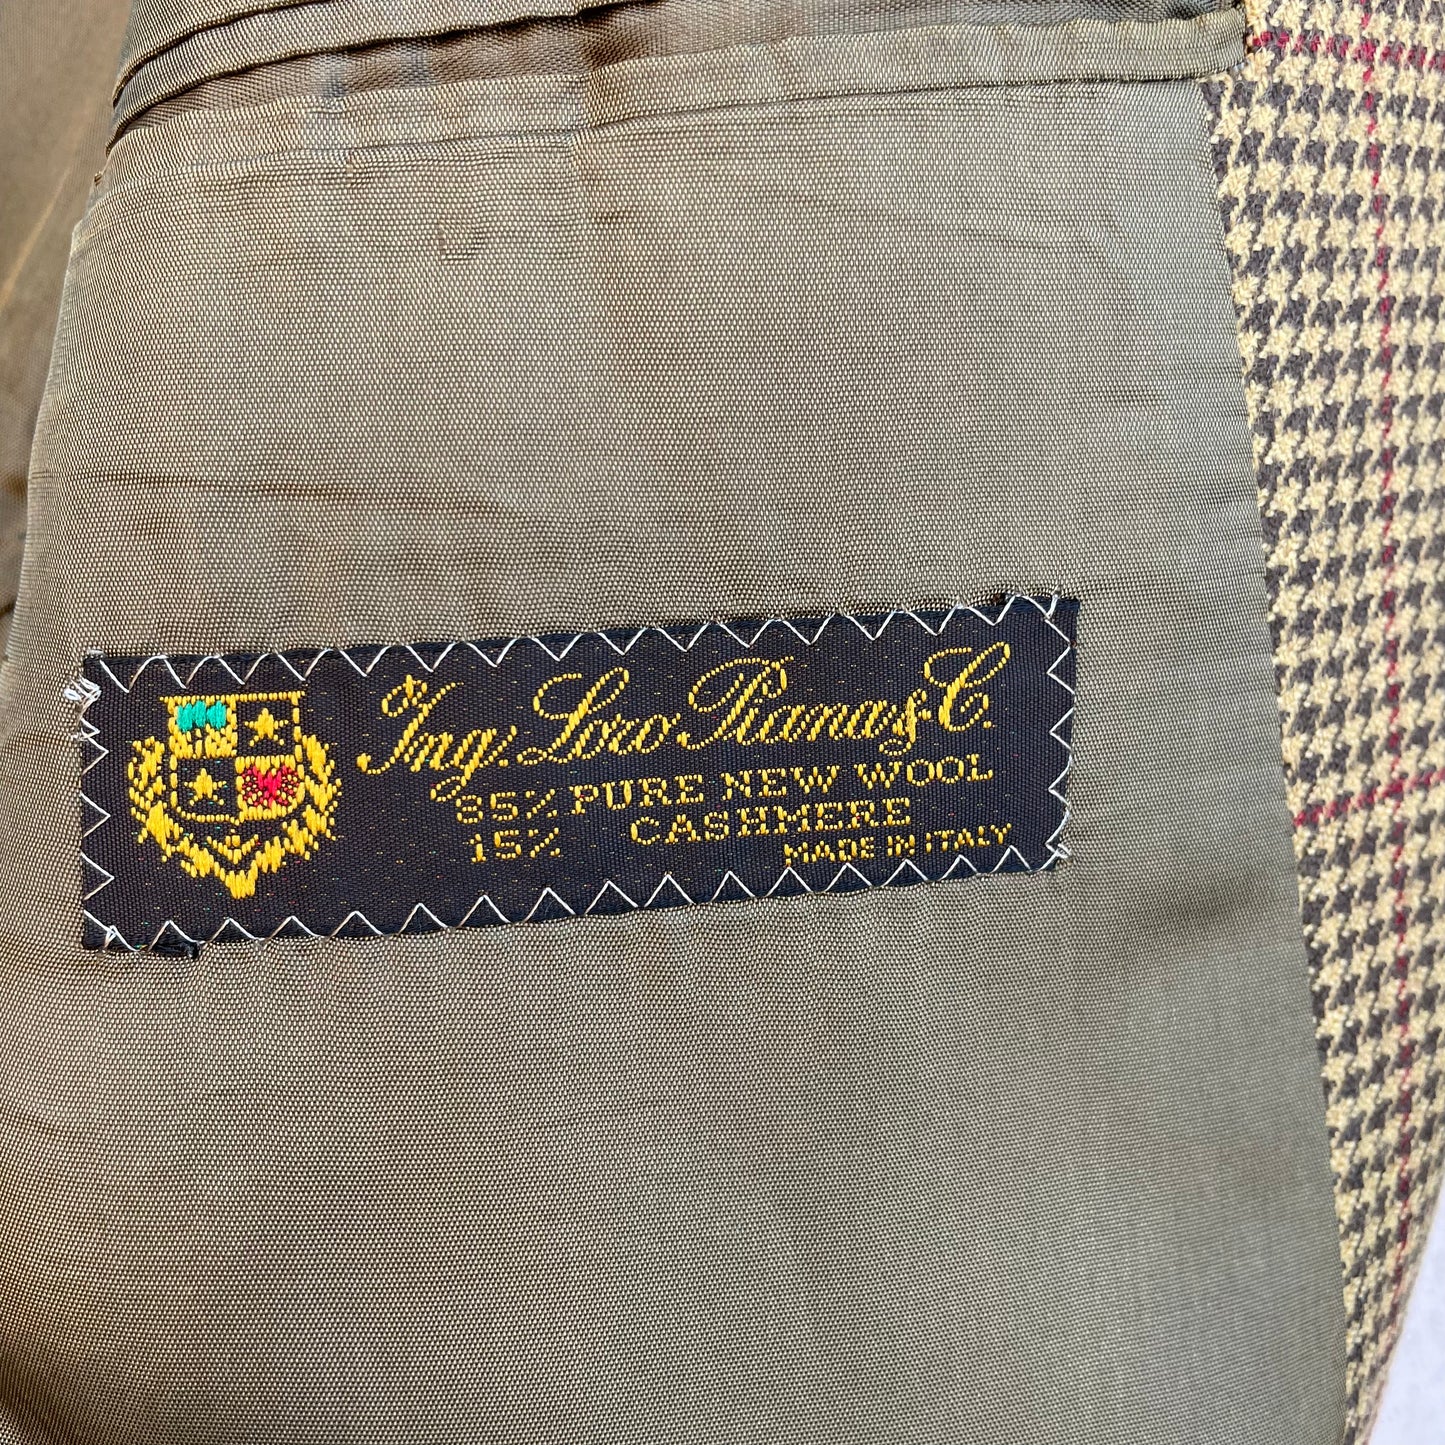 Ing. Loro Piana & C.
85% PURE NEW WOOL
15% CASHMERE
MADE IN ITALY